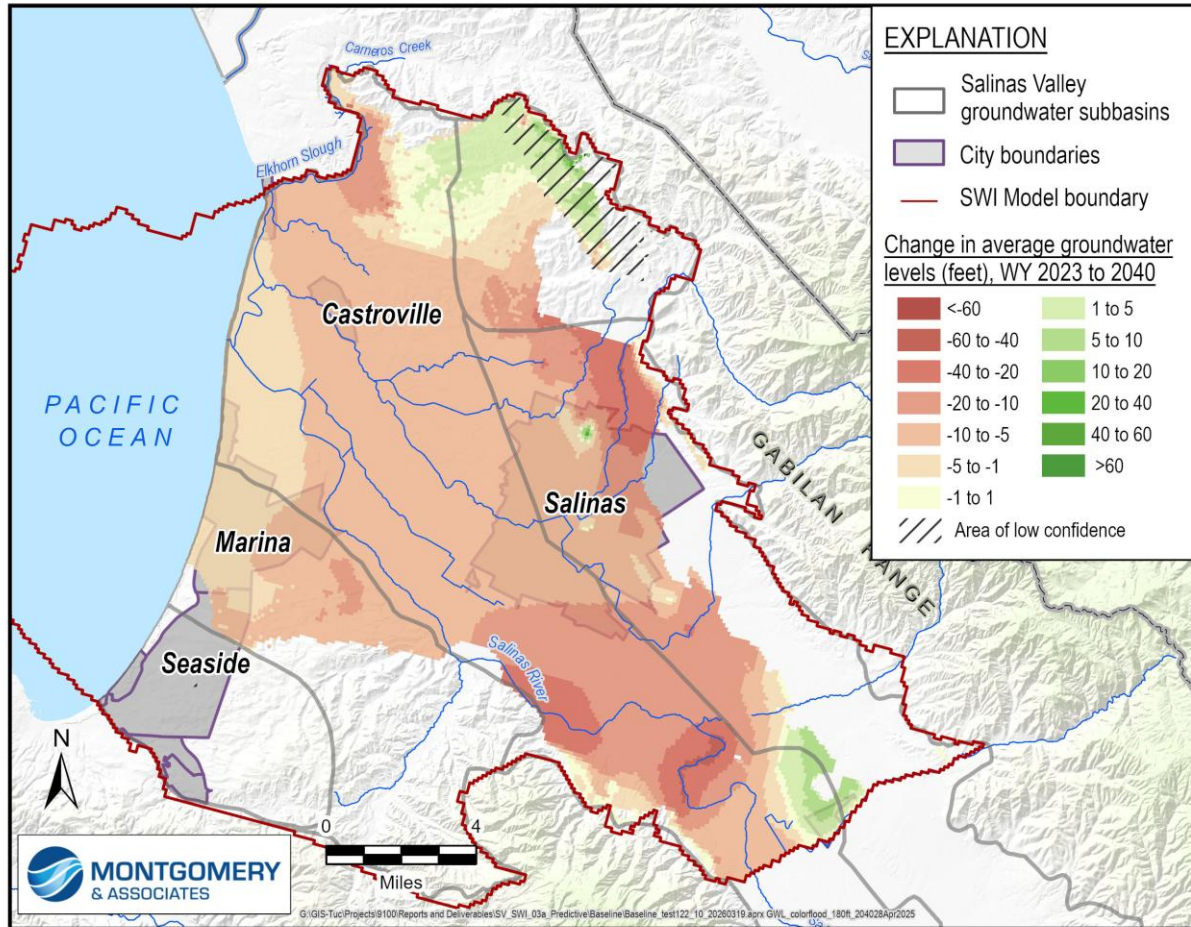 Carneros Creek
Elkhorn Slough
Castroville
PACIFIC
OCEAN
Marina
Salinas
Seaside
Salinas River
GABILAN RANGE
N
0 4
Miles
MONTGOMERY
& ASSOCIATES
EXPLANATION
Salinas Valley
groundwater subbasins
City boundaries
SWI Model boundary
Change in average groundwater
levels (feet), WY 2023 to 2040
<-60
-60 to -40
-40 to -20
-20 to -10
-10 to -5
-5 to -1
-1 to 1
1 to 5
5 to 10
10 to 20
20 to 40
40 to 60
>60
Area of low confidence
G:\GIS-Tuc\Projects\9100\Reports and Deliverables\SV_SWI_03a_Predictive\Baseline\Baseline_test122_10_20260319.aprx GWL_colorflood_180ft_204028Apr2025